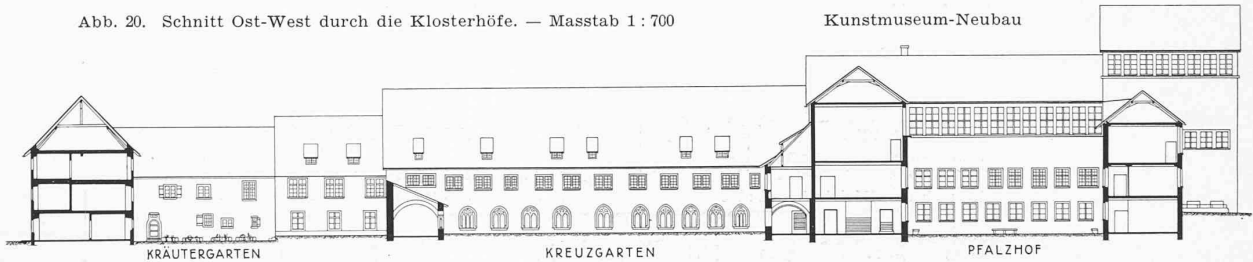 Abb. 20. Schnitt Ost-West durch die Klosterhöfe. — Masstab 1 : 700
Kunstmuseum-Neubau
KRÄUTERGARTEN
KREUZGARTEN
PFALZHOF